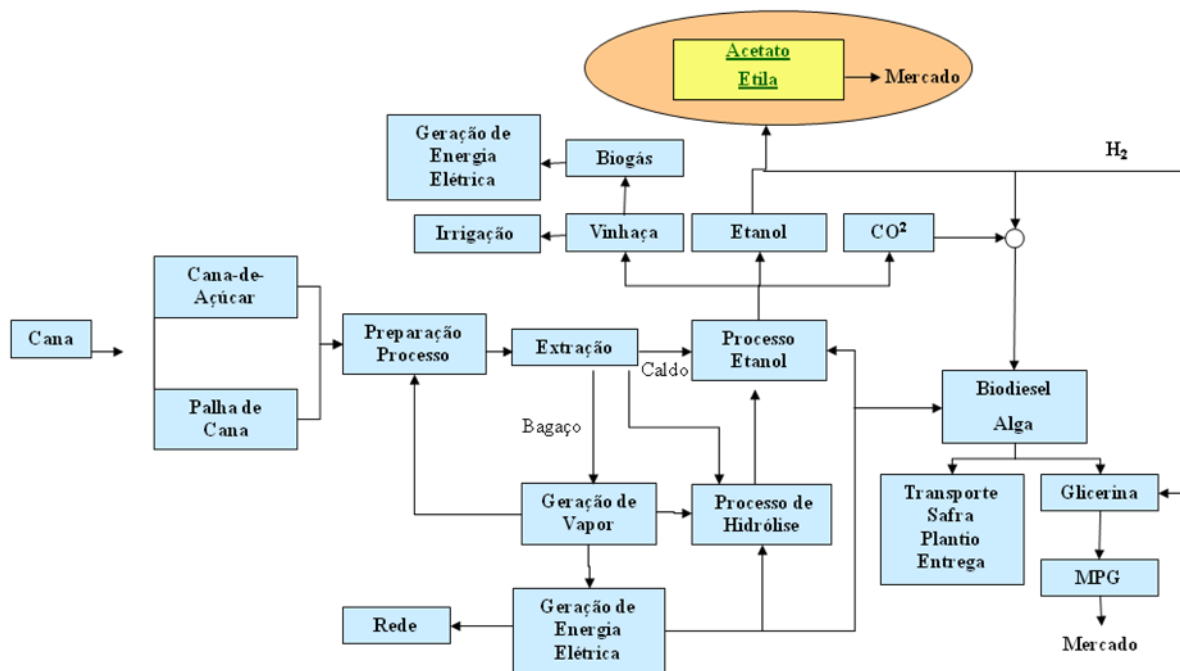 Acetato
Etila
Mercado
Geração de
Energia
Elétrica
Biogás
H₂
Irrigação
Vinhaça
Etanol
CO²
Cana-de-
Açúcar
Cana
Preparação
Processo
Extração
Caldo
Processo
Etanol
Palha de
Cana
Bagaço
Biodiesel
Alga
Geração de
Vapor
Processo de
Hidrólise
Transporte
Safra
Plantio
Entrega
Glicerina
MPG
Rede
Geração de
Energia
Elétrica
Mercado